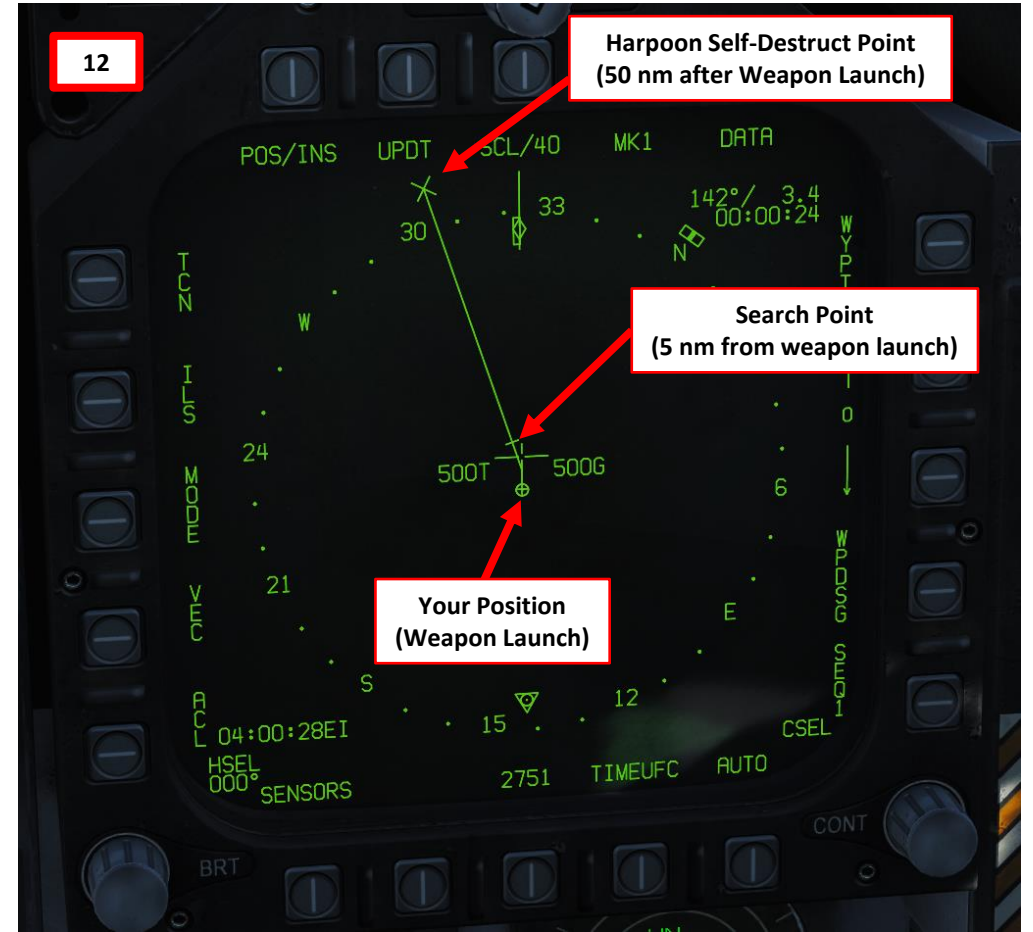 12
Harpoon Self-Destruct Point
(50 nm after Weapon Launch)
POS/INS UPDT SCL/40 MK1 DATA
142°/ 3.4
00:00:24
30 33 N
TCN
WYPT
W
Search Point
(5 nm from weapon launch)
ILS
0
24
500T 500G
6
MODE
WPDSG
21
Your Position
(Weapon Launch)
E
VEC
SEQ1
S
12
15
ACL
04:00:28EI
CSEL
HSEL
000°
SENSORS
2751 TIMEUFC AUTO
BRT
CONT